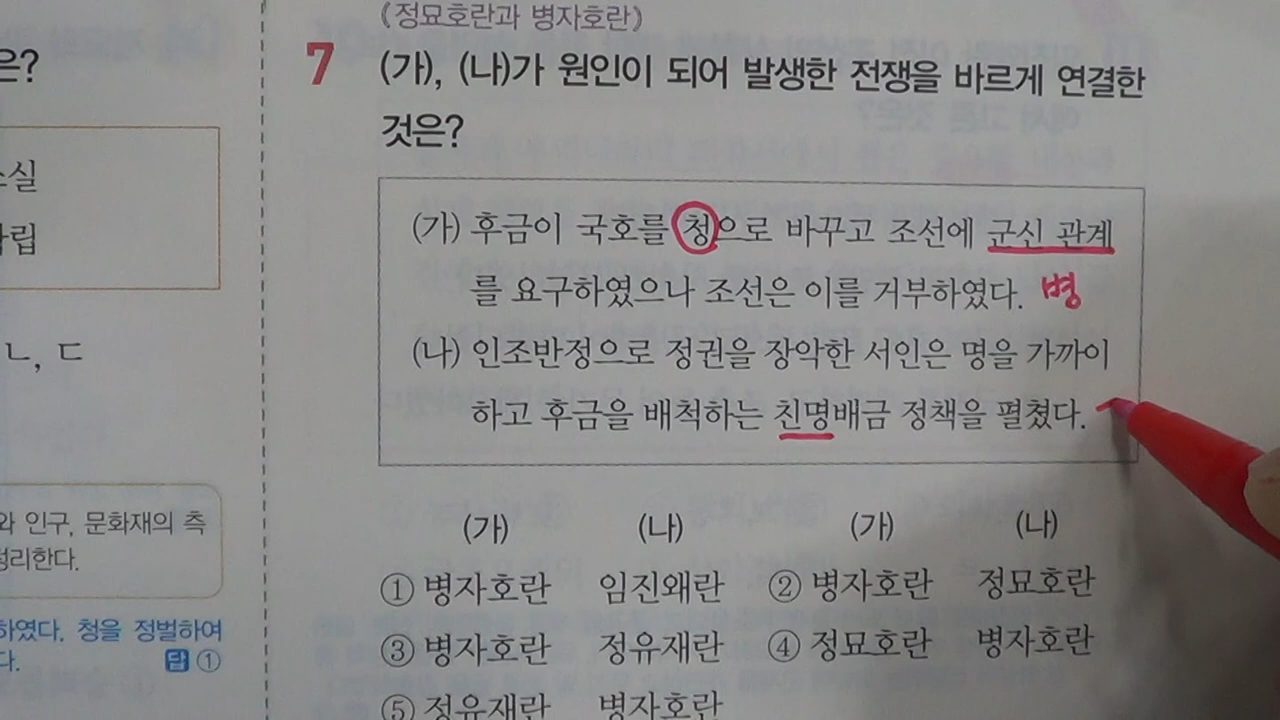 《정묘호란과 병자호란》
7 (가), (나)가 원인이 되어 발생한 전쟁을 바르게 연결한
것은?
(가) 후금이 국호를 청으로 바꾸고 조선에 군신 관계
를 요구하였으나 조선은 이를 거부하였다. 병
(나) 인조반정으로 정권을 장악한 서인은 명을 가까이
하고 후금을 배척하는 친명배금 정책을 펼쳤다.
(가) (나) (가) (나)
① 병자호란 임진왜란 ② 병자호란 정묘호란
③ 병자호란 정유재란 ④ 정묘호란 병자호란
⑤ 정유재란 병자호란
은?
실
립
ㄴ, ㄷ
와 인구, 문화재의 측
정리한다.
하였다. 청을 정벌하여
다. 답 ①